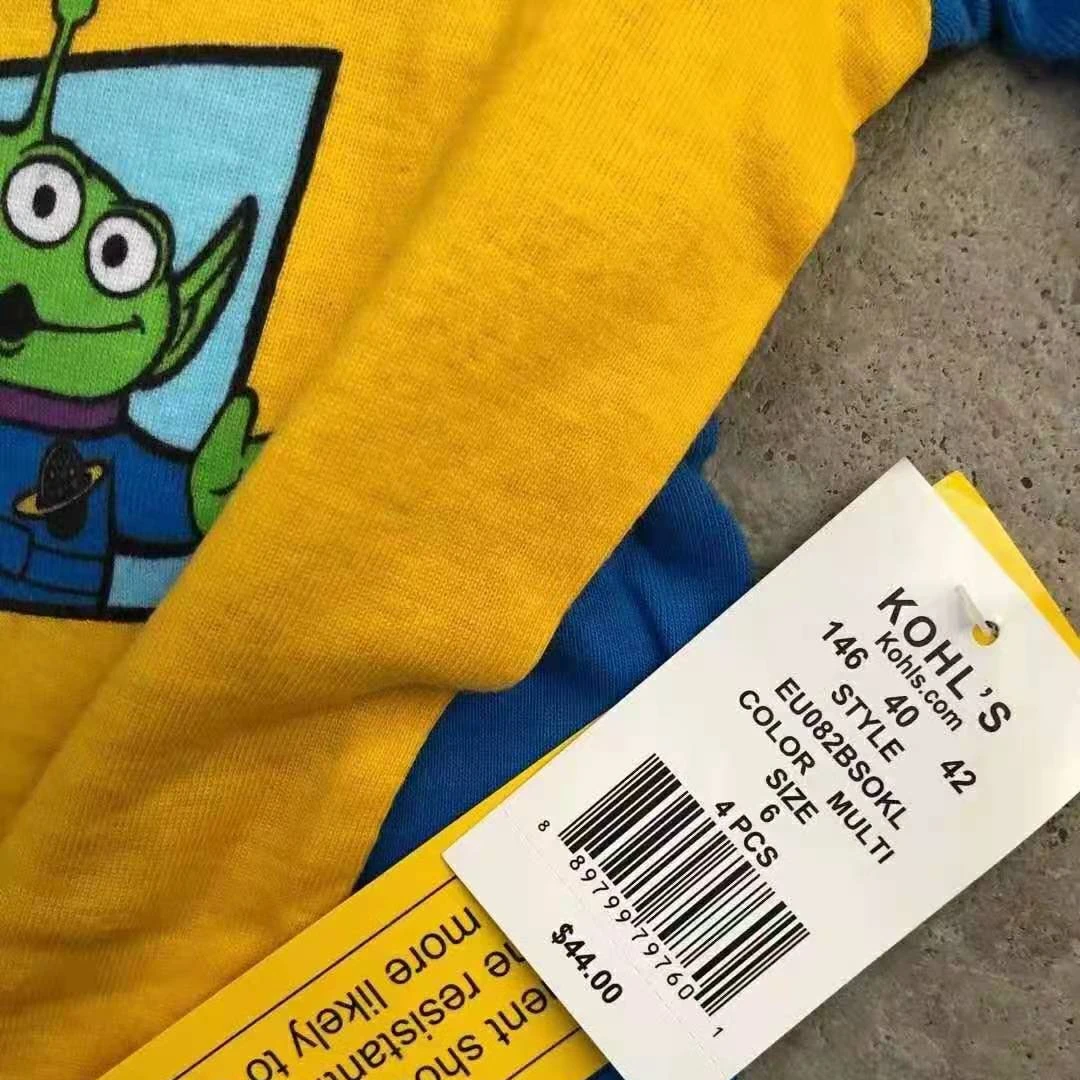 KOHL'S
Kohls.com
146 40 42
STYLE
EU082BSOKL
COLOR MULTI
SIZE
6
4 PCS
8 89799 79760 1
$44.00
ent sho
e resistant
more likely to